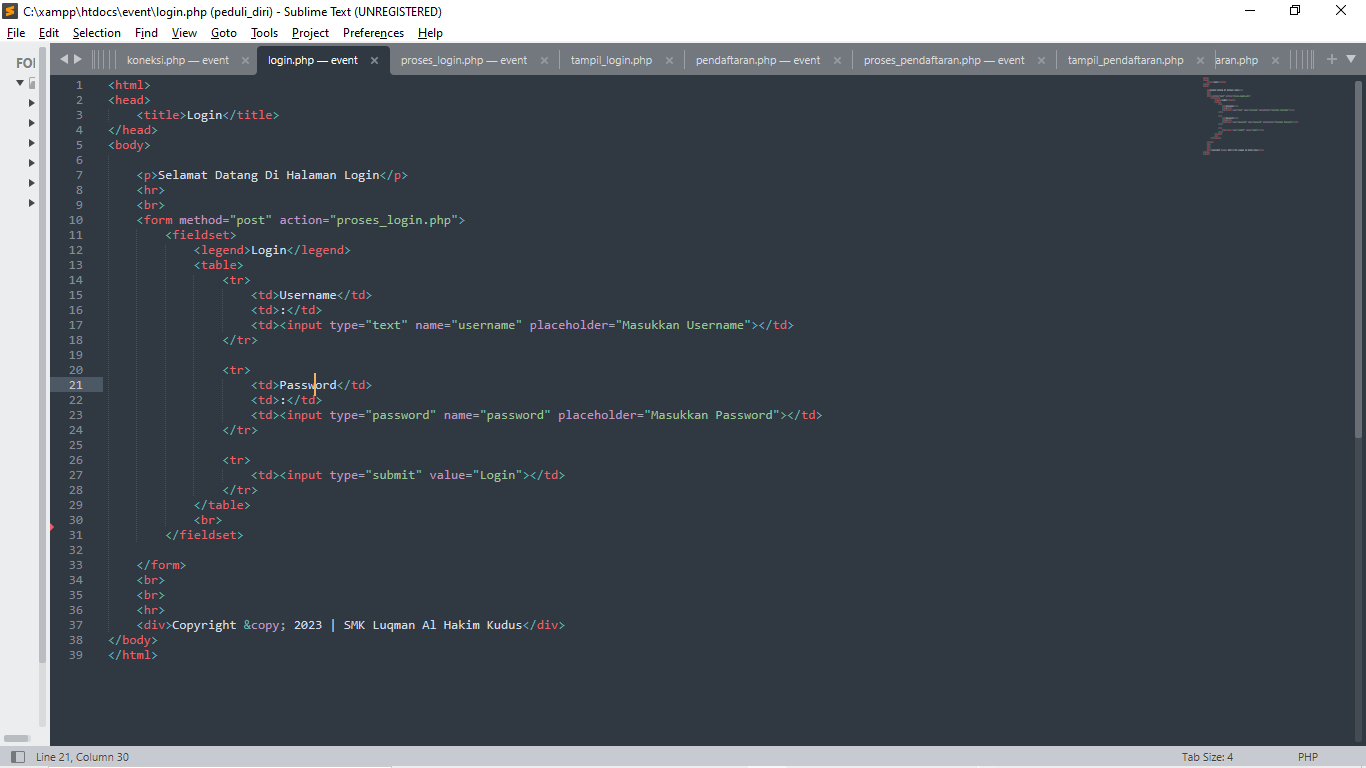 C:\xampp\htdocs\event\login.php (peduli_diri) - Sublime Text (UNREGISTERED)
File Edit Selection Find View Goto Tools Project Preferences Help
FOI
koneksi.php — event × login.php — event × proses_login.php — event × tampil_login.php × pendaftaran.php — event × proses_pendaftaran.php — event × tampil_pendaftaran.php × aran.php × +
1 <html>
2 <head>
3 <title>Login</title>
4 </head>
5 <body>
6
7 <p>Selamat Datang Di Halaman Login</p>
8 <hr>
9 <br>
10 <form method="post" action="proses_login.php">
11 <fieldset>
12 <legend>Login</legend>
13 <table>
14 <tr>
15 <td>Username</td>
16 <td>:</td>
17 <td><input type="text" name="username" placeholder="Masukkan Username"></td>
18 </tr>
19
20 <tr>
21 <td>Password</td>
22 <td>:</td>
23 <td><input type="password" name="password" placeholder="Masukkan Password"></td>
24 </tr>
25
26 <tr>
27 <td><input type="submit" value="Login"></td>
28 </tr>
29 </table>
30 <br>
31 </fieldset>
32
33 </form>
34 <br>
35 <br>
36 <hr>
37 <div>Copyright &copy; 2023 | SMK Luqman Al Hakim Kudus</div>
38 </body>
39 </html>
Line 21, Column 30 Tab Size: 4 PHP